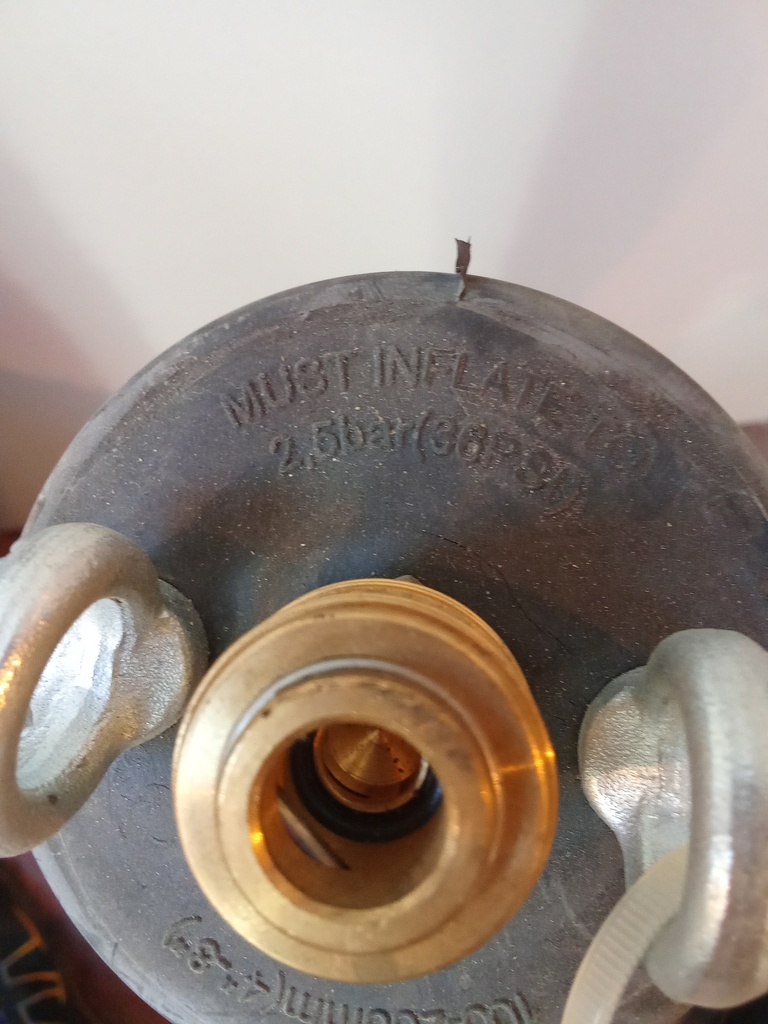 MUST INFLATE TO
2,5bar(36PSI)
100-200mm(4"-8")